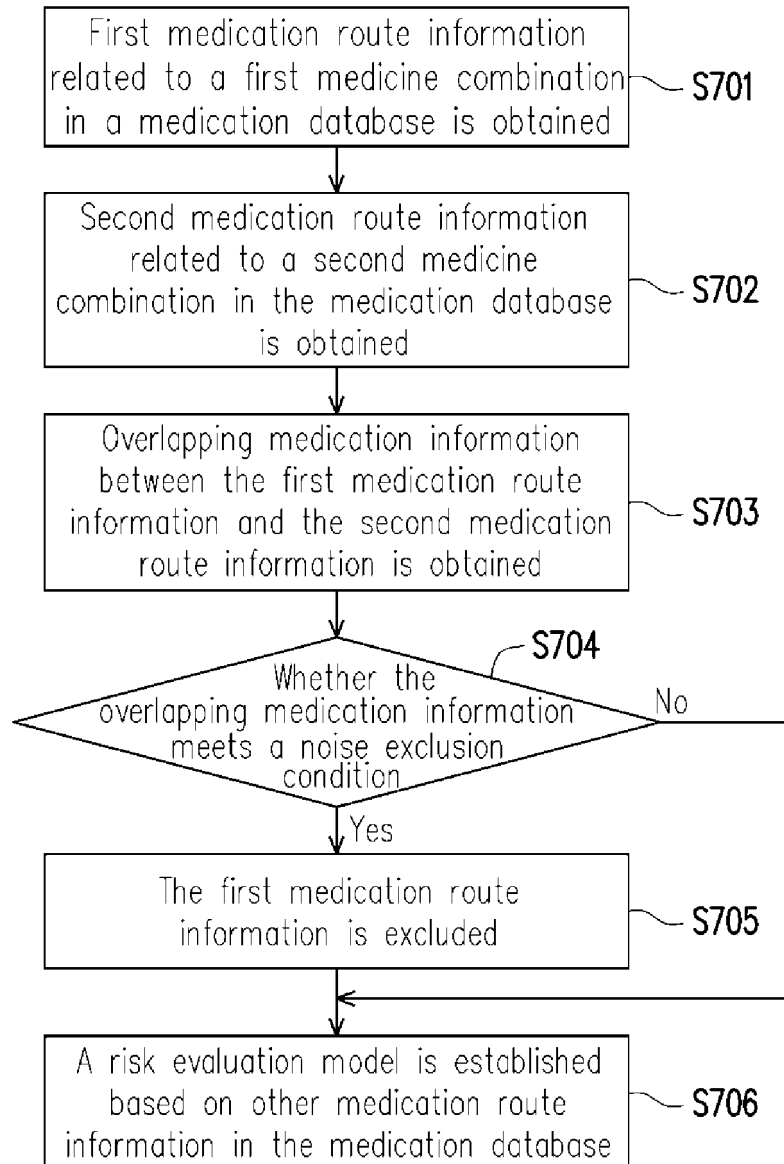 First medication route information
related to a first medicine combination
in a medication database is obtained
S701
Second medication route information
related to a second medicine
combination in the medication database
is obtained
S702
Overlapping medication information
between the first medication route
information and the second medication
route information is obtained
S703
S704
Whether the
overlapping medication information
meets a noise exclusion
condition
No
Yes
The first medication route
information is excluded
S705
A risk evaluation model is established
based on other medication route
information in the medication database
S706